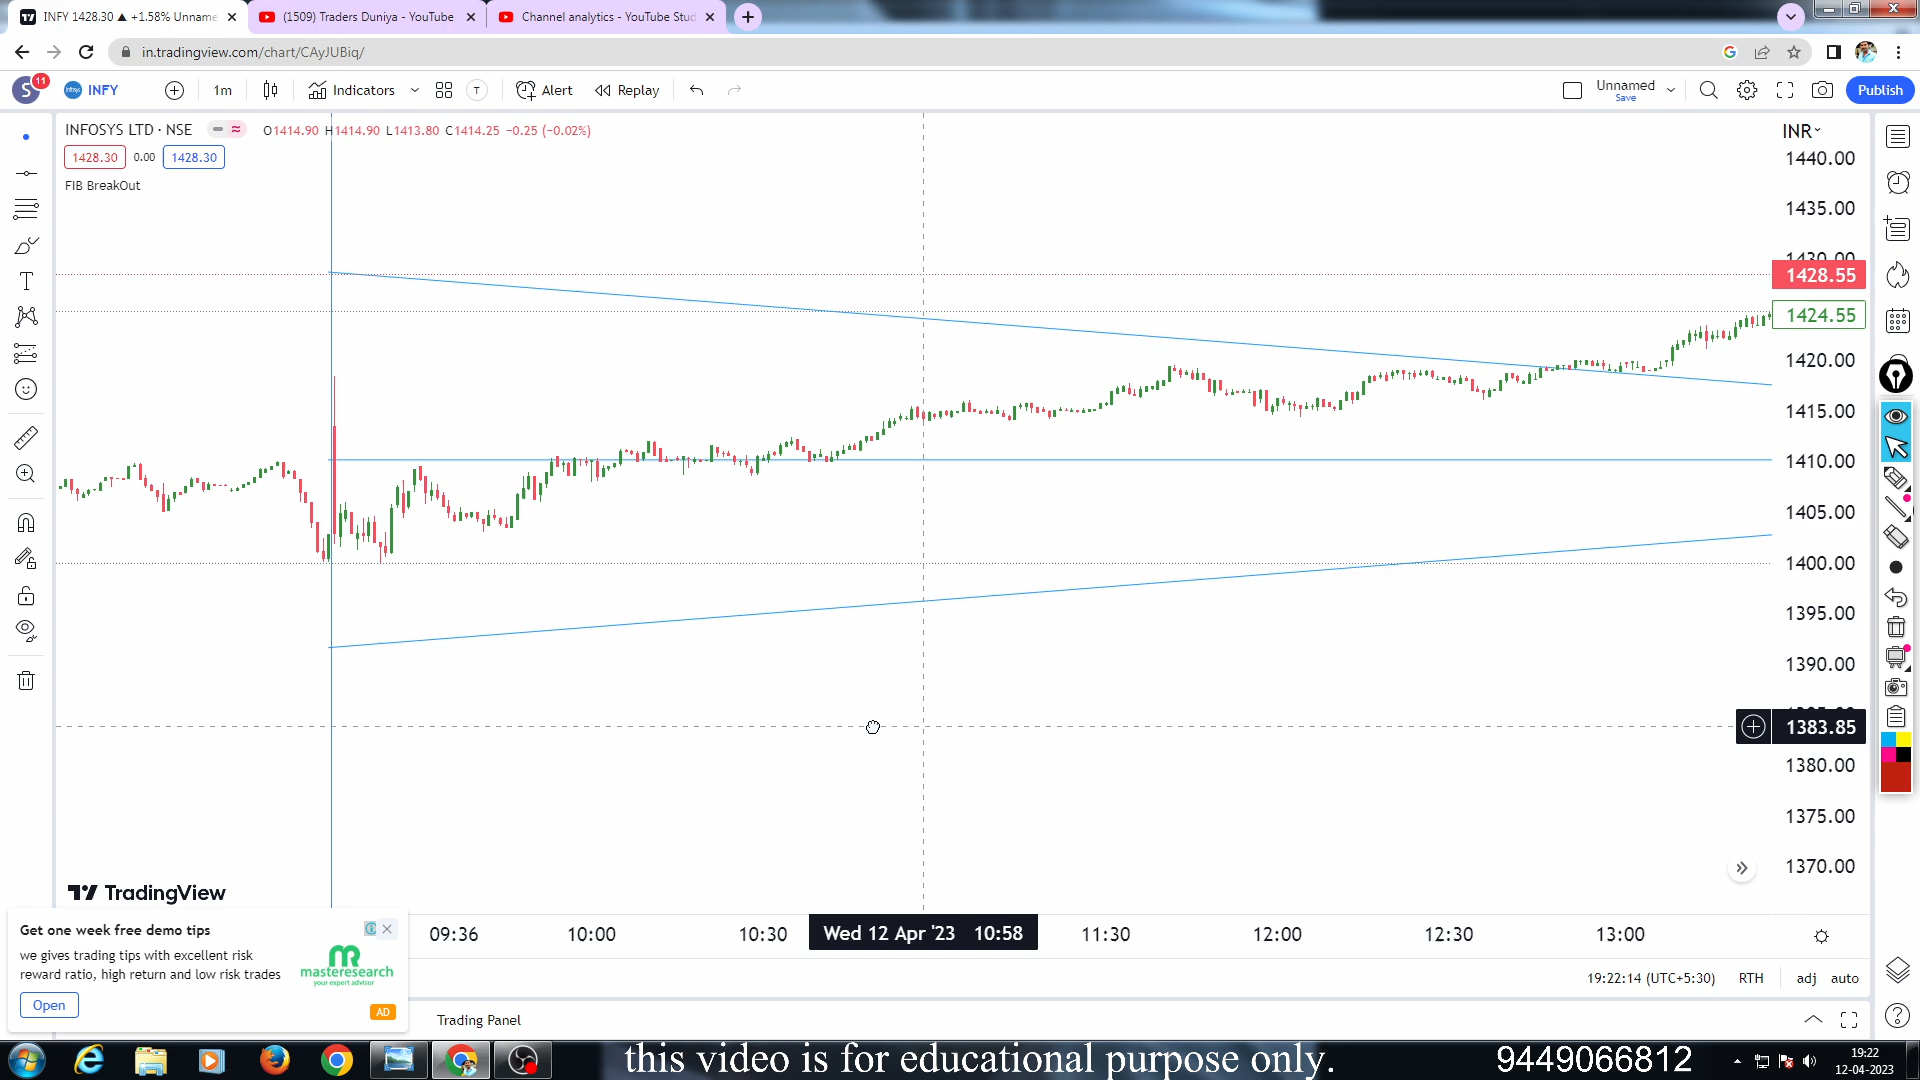 INFY 1428.30 ▲ +1.58% Unname
(1509) Traders Duniya - YouTube
Channel analytics - YouTube Stud
in.tradingview.com/chart/CAyJUBiq/
S 11
INFY
1m
Indicators
T
Alert
Replay
Unnamed
Save
Publish
INFOSYS LTD · NSE
O1414.90 H1414.90 L1413.80 C1414.25 −0.25 (−0.02%)
INR
1428.30 0.00 1428.30
FIB BreakOut
1440.00
1435.00
1428.55
1424.55
1420.00
1415.00
1410.00
1405.00
1400.00
1395.00
1390.00
1383.85
1380.00
1375.00
1370.00
TradingView
09:36
10:00
10:30
Wed 12 Apr '23 10:58
11:30
12:00
12:30
13:00
Get one week free demo tips
we gives trading tips with excellent risk
reward ratio, high return and low risk trades
Open
masteresearch
your expert advisor
AD
19:22:14 (UTC+5:30)
RTH
adj
auto
Trading Panel
this video is for educational purpose only.
9449066812
19:22
12-04-2023